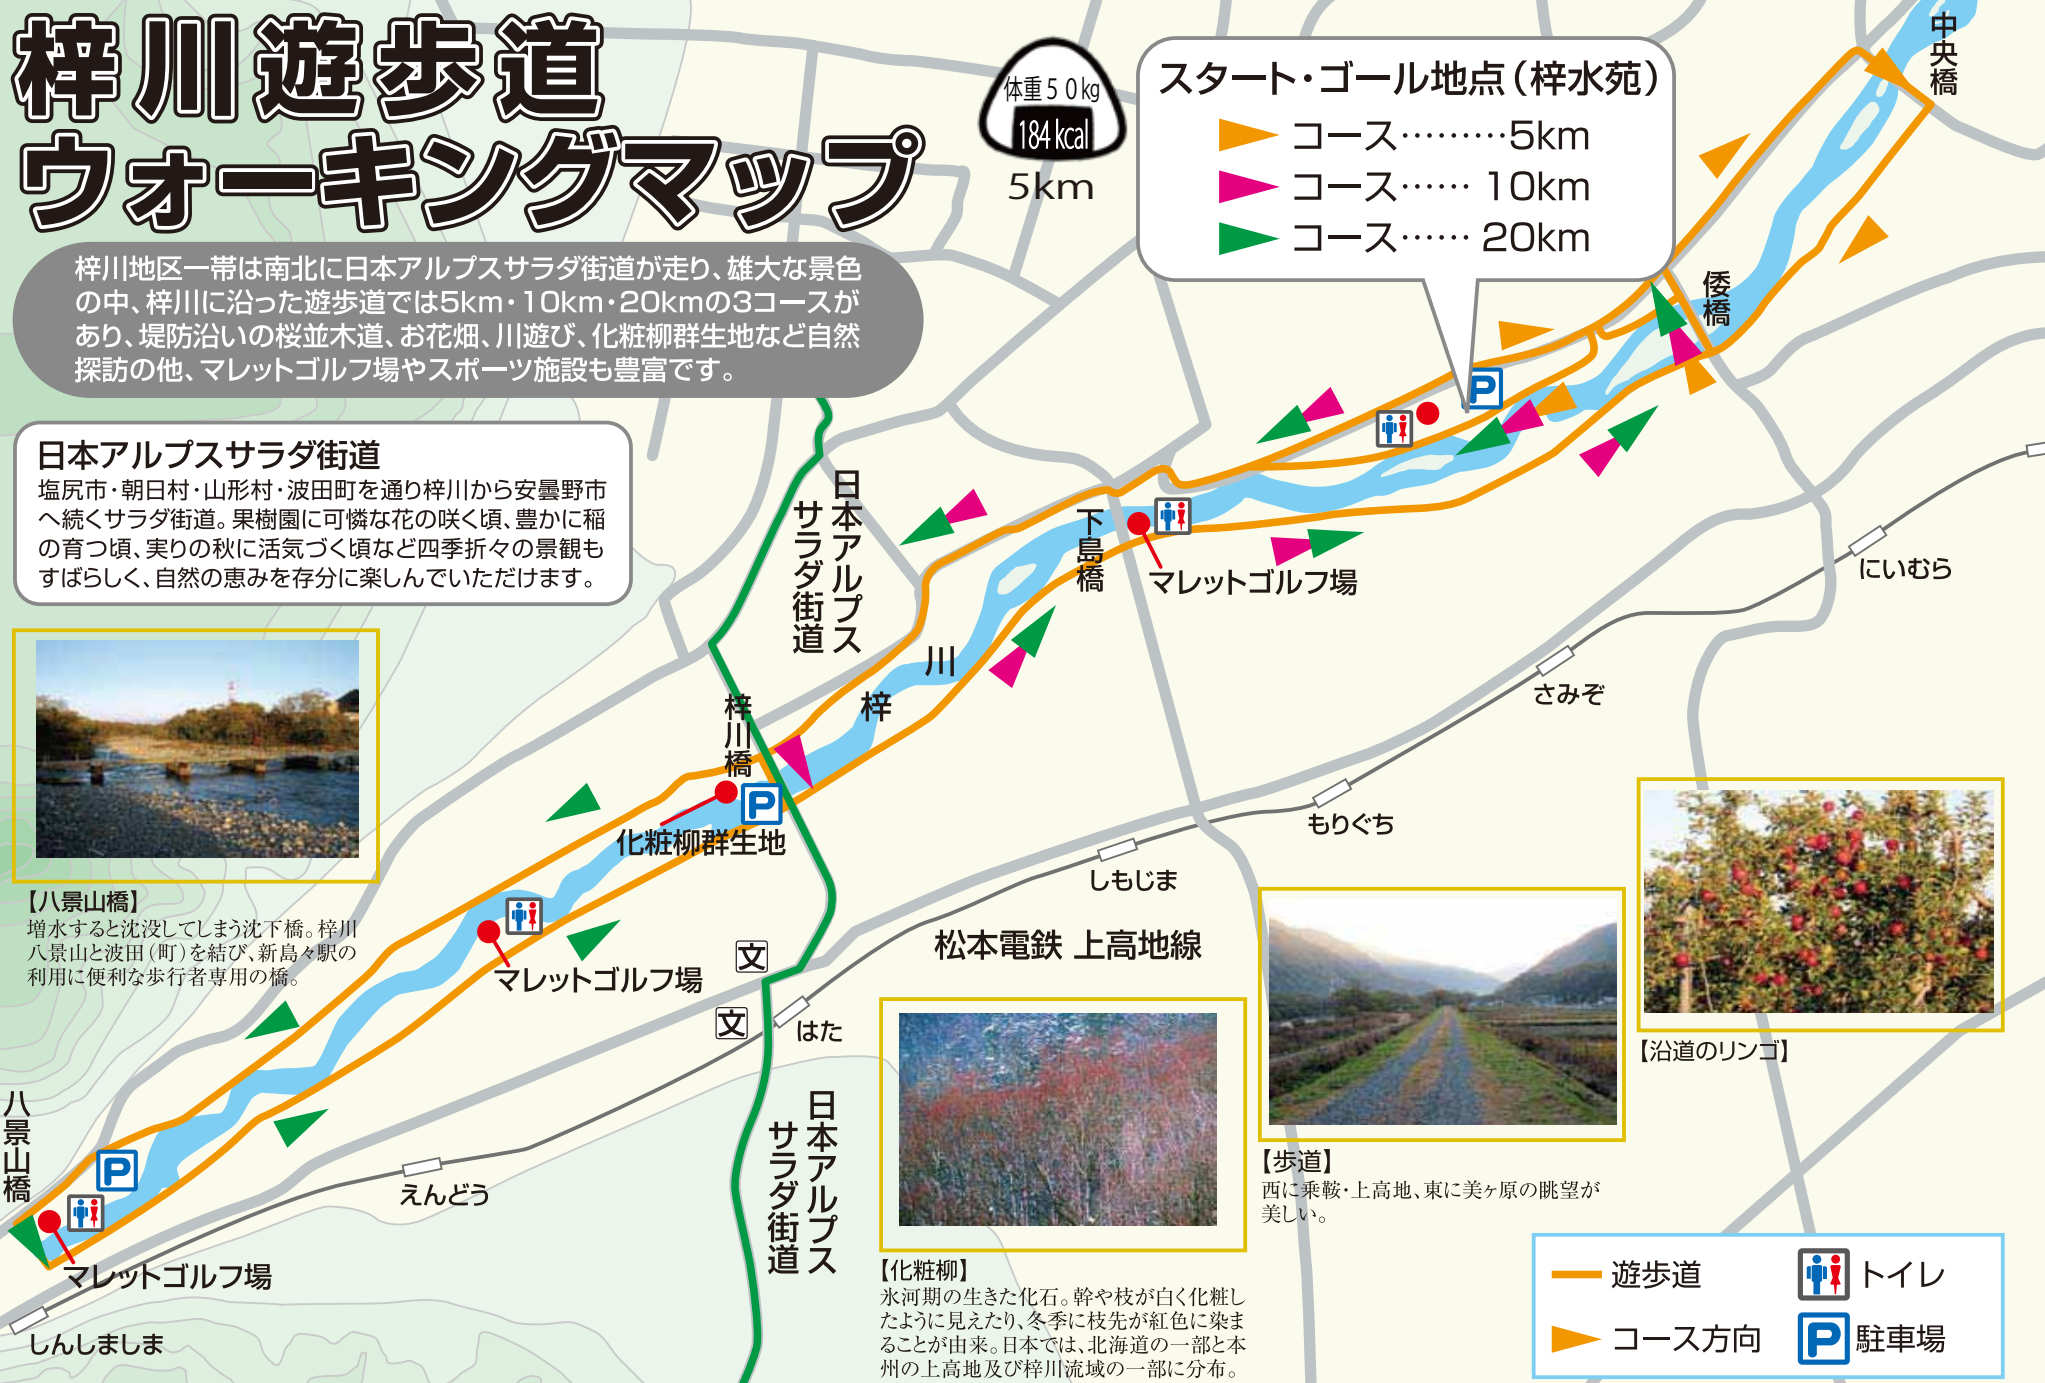 梓川遊歩道
ウォーキングマップ
梓川地区一帯は南北に日本アルプスサラダ街道が走り、雄大な景色
の中、梓川に沿った遊歩道では5km・10km・20kmの3コースが
あり、堤防沿いの桜並木道、お花畑、川遊び、化粧柳群生地など自然
探訪の他、マレットゴルフ場やスポーツ施設も豊富です。
体重50kg
184kcal
5km
スタート・ゴール地点（梓水苑）
コース………5km
コース……10km
コース……20km
中央橋
倭橋
P
日本アルプスサラダ街道
塩尻市・朝日村・山形村・波田町を通り梓川から安曇野市
へ続くサラダ街道。果樹園に可憐な花の咲く頃、豊かに稲
の育つ頃、実りの秋に活気づく頃など四季折々の景観も
すばらしく、自然の恵みを存分に楽しんでいただけます。
日本アルプス
サラダ街道
下島橋
マレットゴルフ場
にいむら
さみぞ
もりぐち
しもじま
川
梓
梓川橋
P
化粧柳群生地
【八景山橋】
増水すると沈没してしまう沈下橋。梓川
八景山と波田（町）を結び、新島々駅の
利用に便利な歩行者専用の橋。
マレットゴルフ場
文
文
はた
松本電鉄 上高地線
日本アルプス
サラダ街道
八景山橋
P
えんどう
マレットゴルフ場
しんしましま
【化粧柳】
氷河期の生きた化石。幹や枝が白く化粧し
たように見えたり、冬季に枝先が紅色に染ま
ることが由来。日本では、北海道の一部と本
州の上高地及び梓川流域の一部に分布。
【歩道】
西に乗鞍・上高地、東に美ヶ原の眺望が
美しい。
【沿道のリンゴ】
遊歩道
トイレ
コース方向
P
駐車場